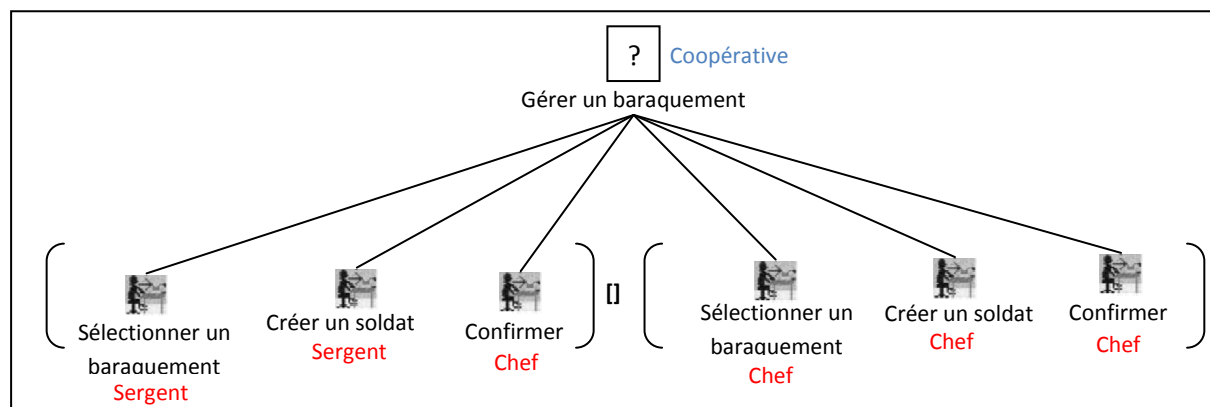 ? Coopérative
Gérer un baraquement
[]
Sélectionner un
baraquement
Sergent
Créer un soldat
Sergent
Confirmer
Chef
Sélectionner un
baraquement
Chef
Créer un soldat
Chef
Confirmer
Chef